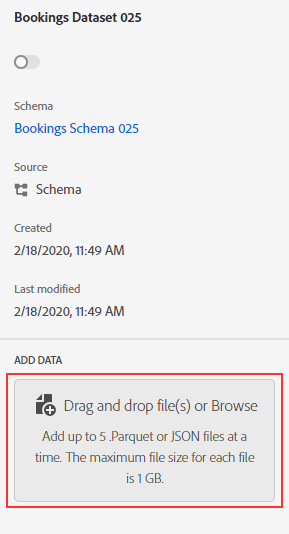 Bookings Dataset 025
Schema
Bookings Schema 025
Source
Schema
Created
2/18/2020, 11:49 AM
Last modified
2/18/2020, 11:49 AM
ADD DATA
Drag and drop file(s) or Browse
Add up to 5 .Parquet or JSON files at a
time. The maximum file size for each file
is 1 GB.